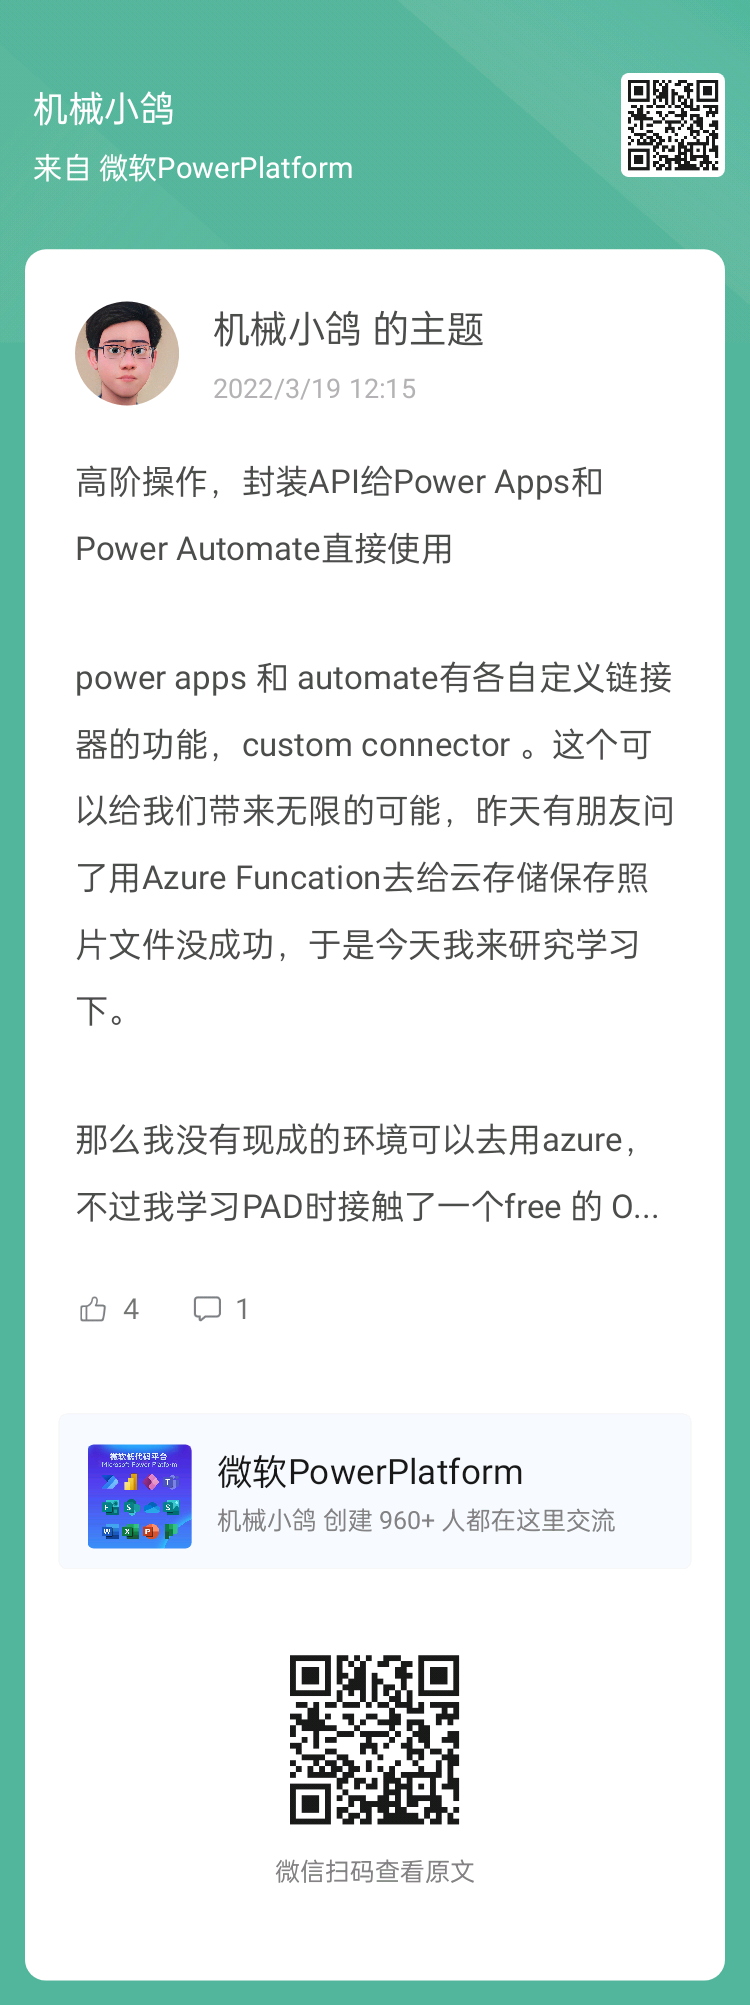 机械小鸽
来自 微软PowerPlatform
机械小鸽 的主题
2022/3/19 12:15
高阶操作，封装API给Power Apps和
Power Automate直接使用
power apps 和 automate有各自定义链接
器的功能，custom connector 。这个可
以给我们带来无限的可能，昨天有朋友问
了用Azure Funcation去给云存储保存照
片文件没成功，于是今天我来研究学习
下。
那么我没有现成的环境可以去用azure，
不过我学习PAD时接触了一个free 的 O...
4 1
微软低代码平台
Microsoft Power Platform
微软PowerPlatform
机械小鸽 创建 960+ 人都在这里交流
微信扫码查看原文